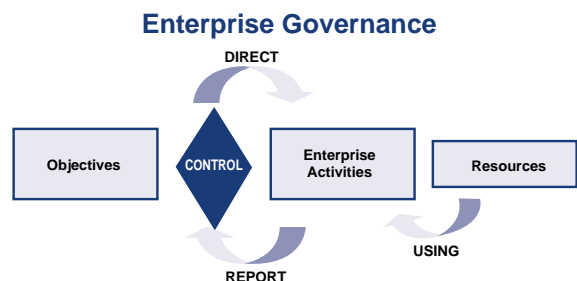 Enterprise Governance
DIRECT
Objectives
CONTROL
Enterprise
Activities
Resources
USING
REPORT